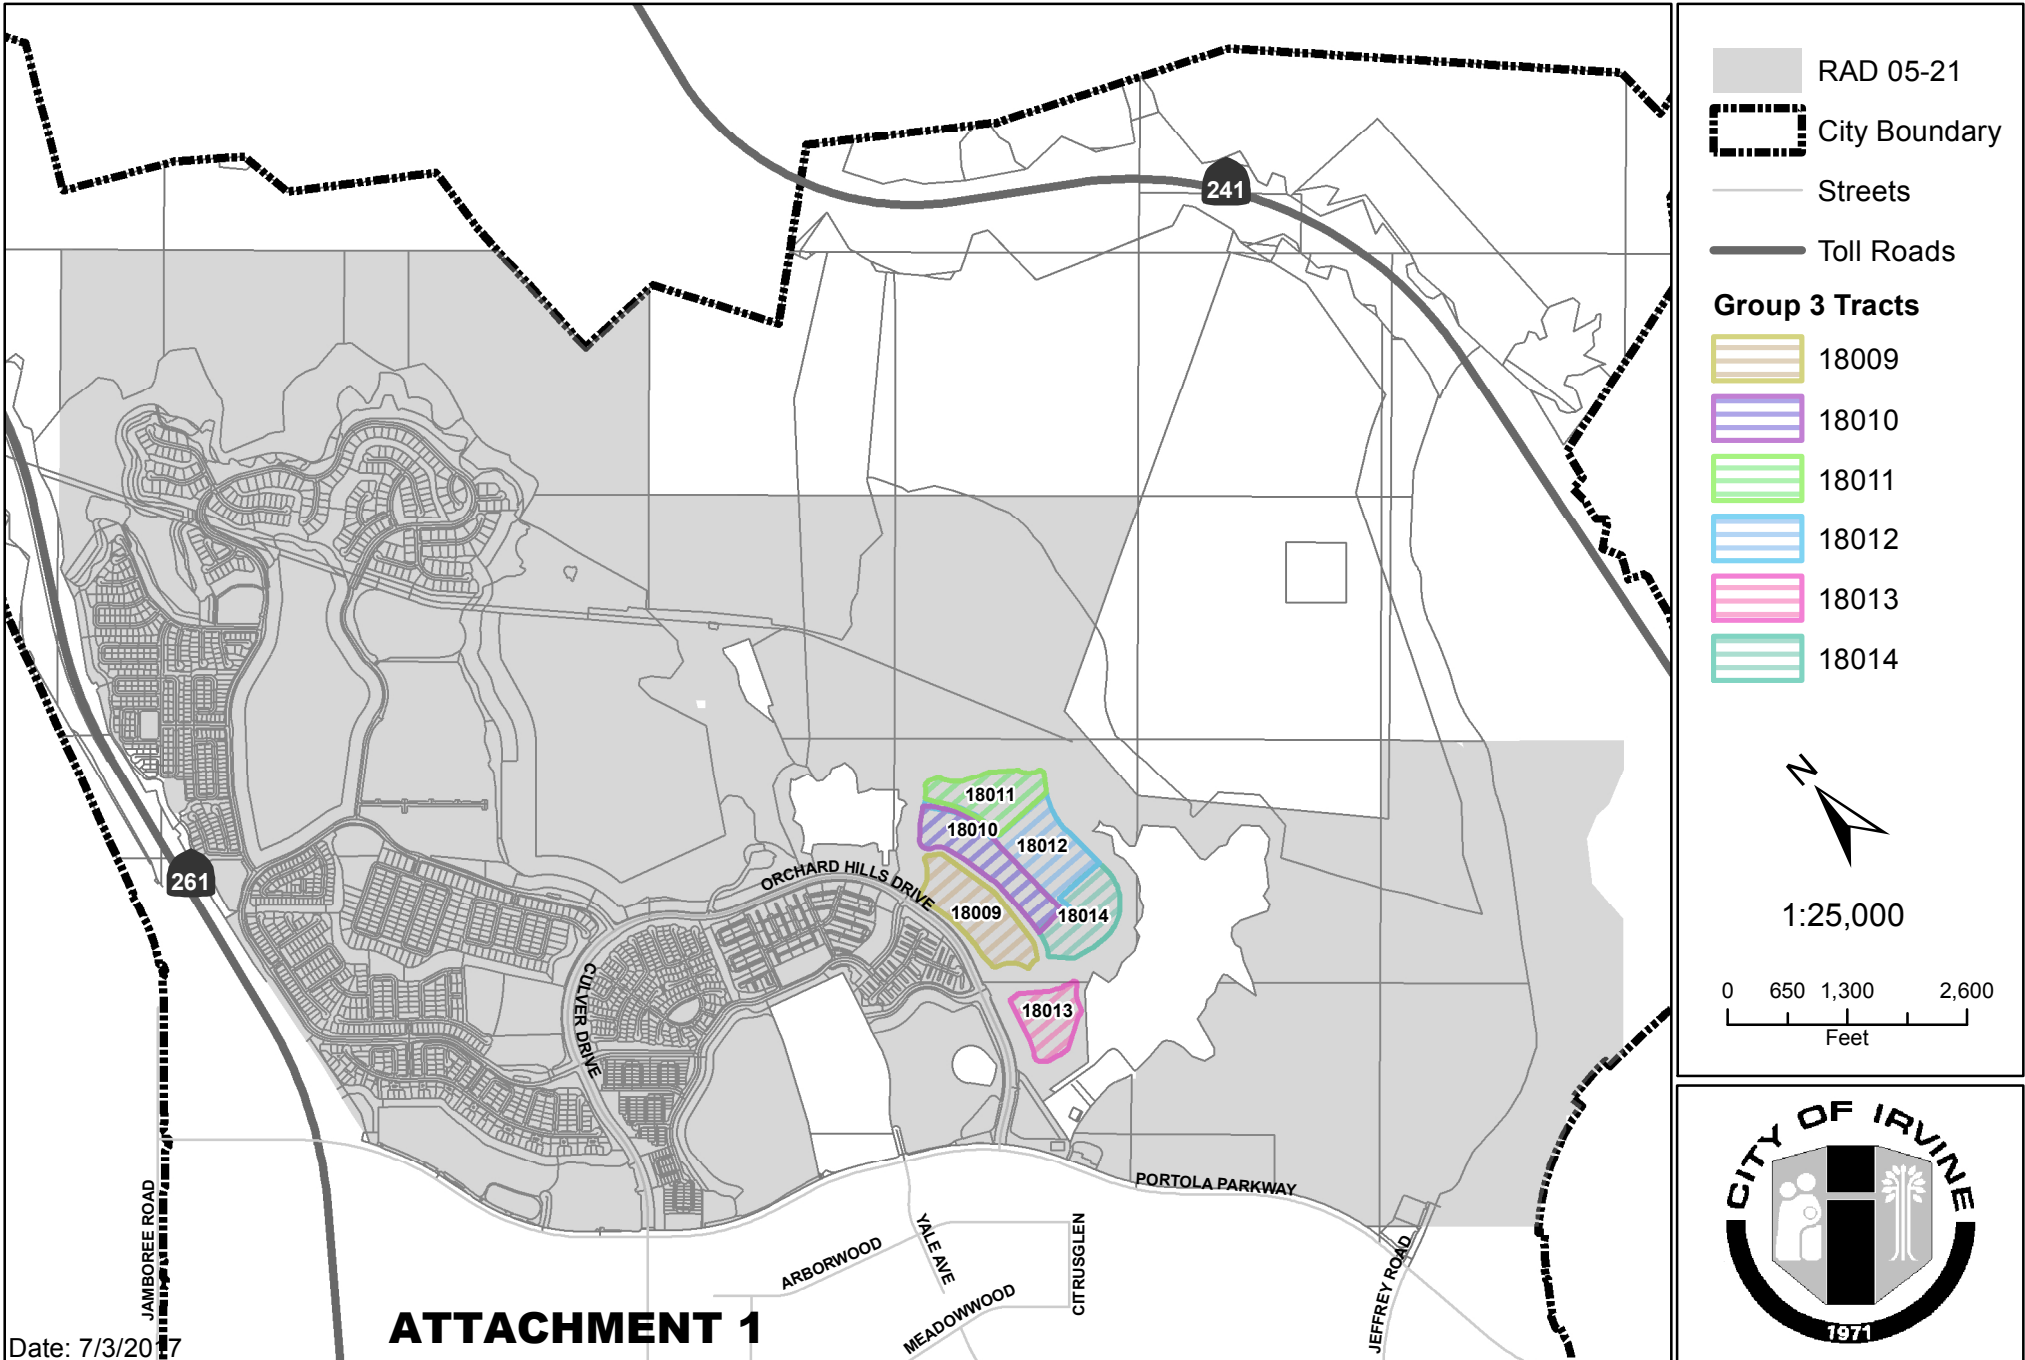 241
261
18011
18010
18012
18009
18014
18013
ORCHARD HILLS DRIVE
CULVER DRIVE
PORTOLA PARKWAY
JAMBOREE ROAD
ARBORWOOD
YALE AVE
MEADOWWOOD
CITRUSGLEN
JEFFREY ROAD
ATTACHMENT 1
Date: 7/3/2017
RAD 05-21
City Boundary
Streets
Toll Roads
Group 3 Tracts
18009
18010
18011
18012
18013
18014
N
1:25,000
0 650 1,300 2,600
Feet
CITY OF IRVINE
1971